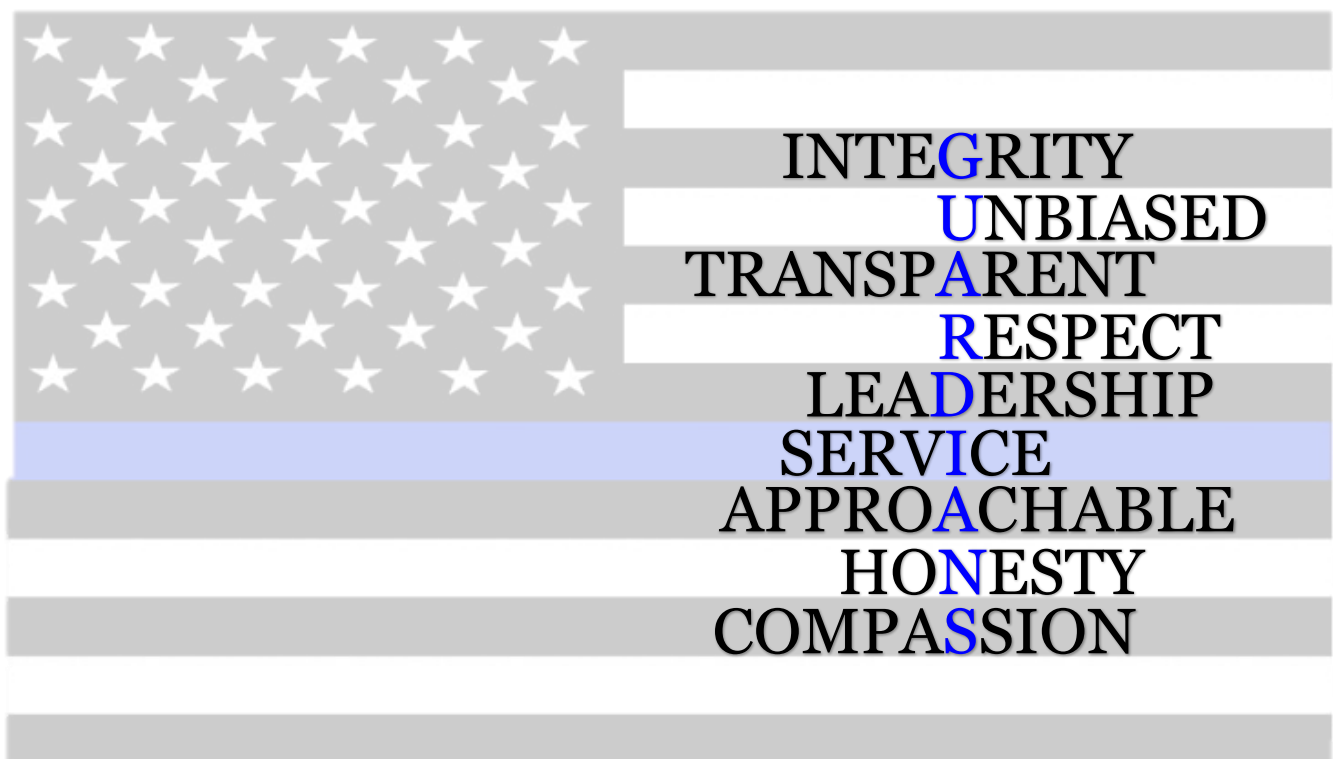 INTEGRITY
UNBIASED
TRANSPARENT
RESPECT
LEADERSHIP
SERVICE
APPROACHABLE
HONESTY
COMPASSION